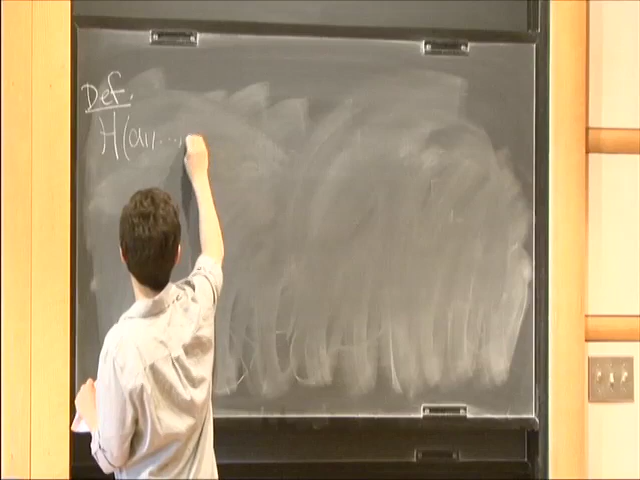 Def.
H(a1, ...,